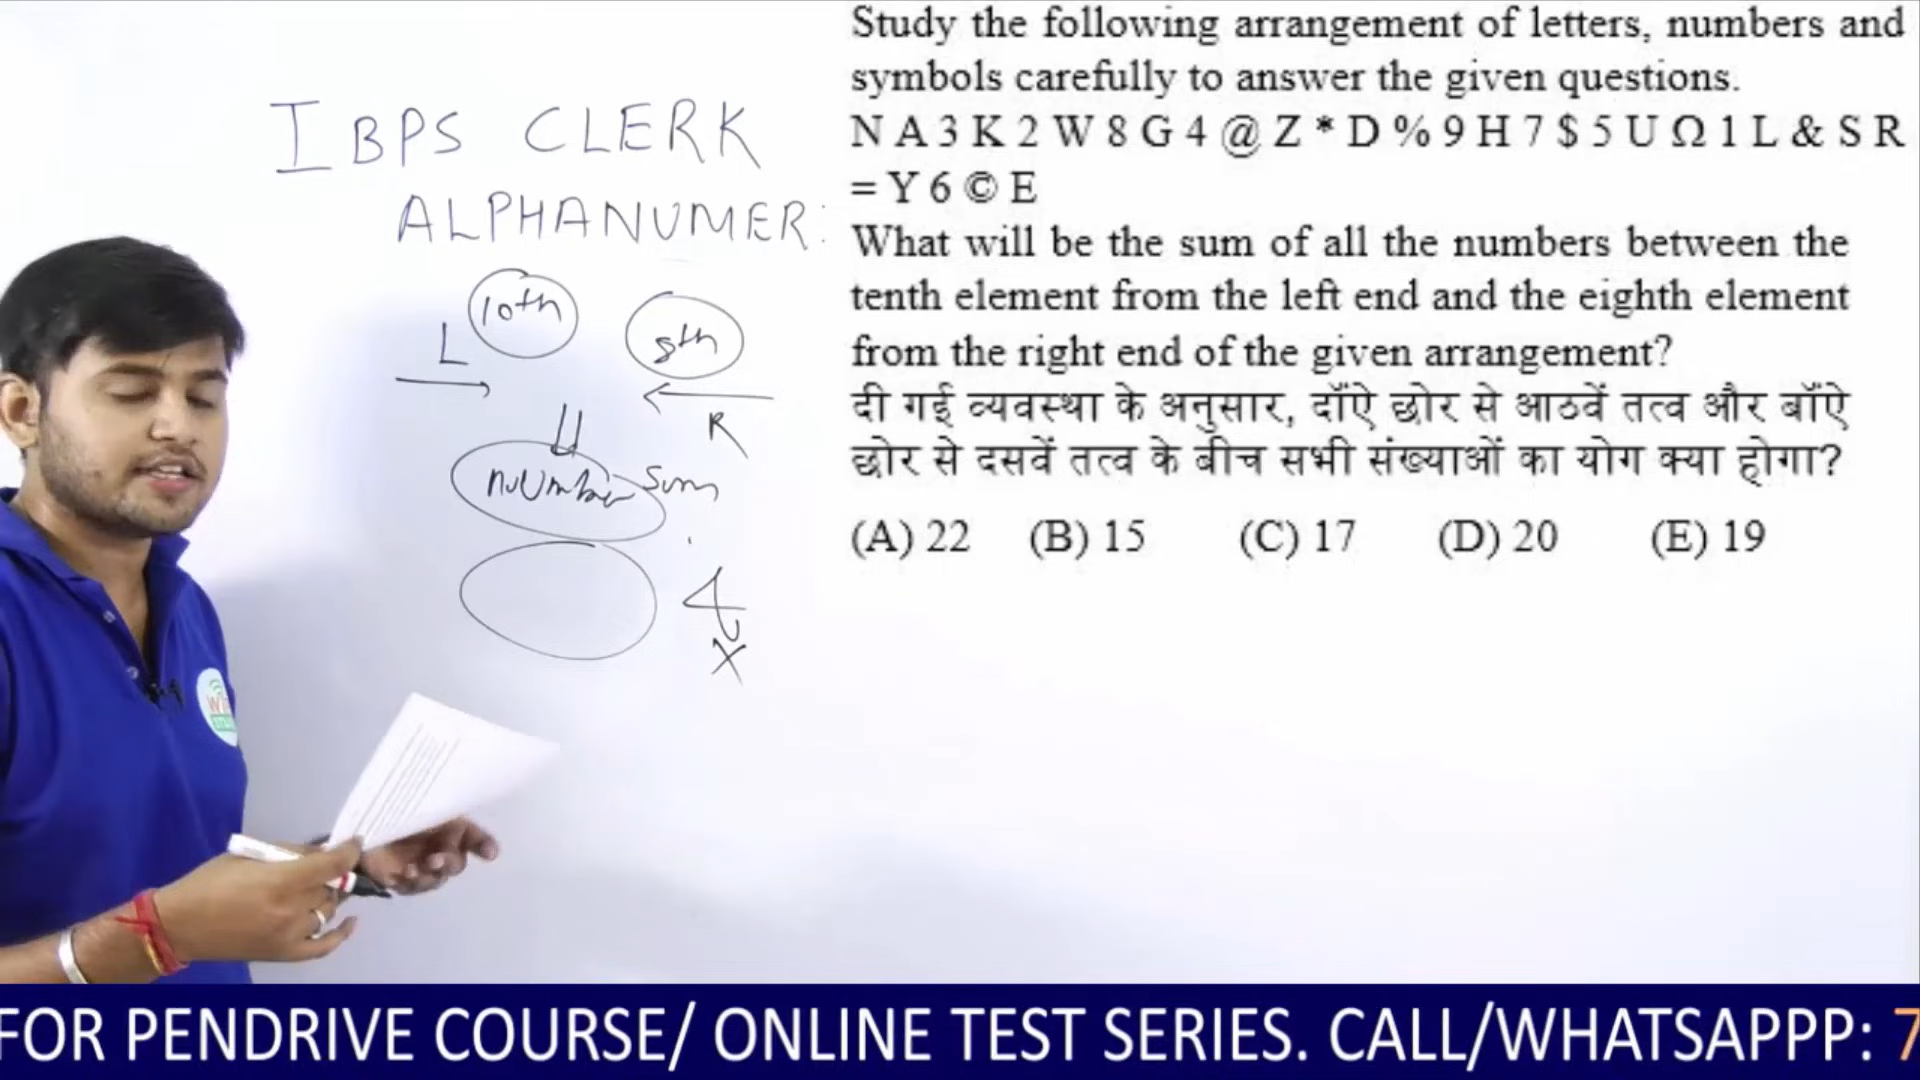 Study the following arrangement of letters, numbers and
symbols carefully to answer the given questions.
N A 3 K 2 W 8 G 4 @ Z * D % 9 H 7 $ 5 U Ω 1 L & S R
= Y 6 © E
What will be the sum of all the numbers between the
tenth element from the left end and the eighth element
from the right end of the given arrangement?
दी गई व्यवस्था के अनुसार, दाँऐ छोर से आठवें तत्व और बाँऐ
छोर से दसवें तत्व के बीच सभी संख्याओं का योग क्या होगा?
(A) 22 (B) 15 (C) 17 (D) 20 (E) 19
IBPS CLERK
ALPHANUMER:
10th
8th
L
R
Sum
X
FOR PENDRIVE COURSE/ ONLINE TEST SERIES. CALL/WHATSAPPP: 7